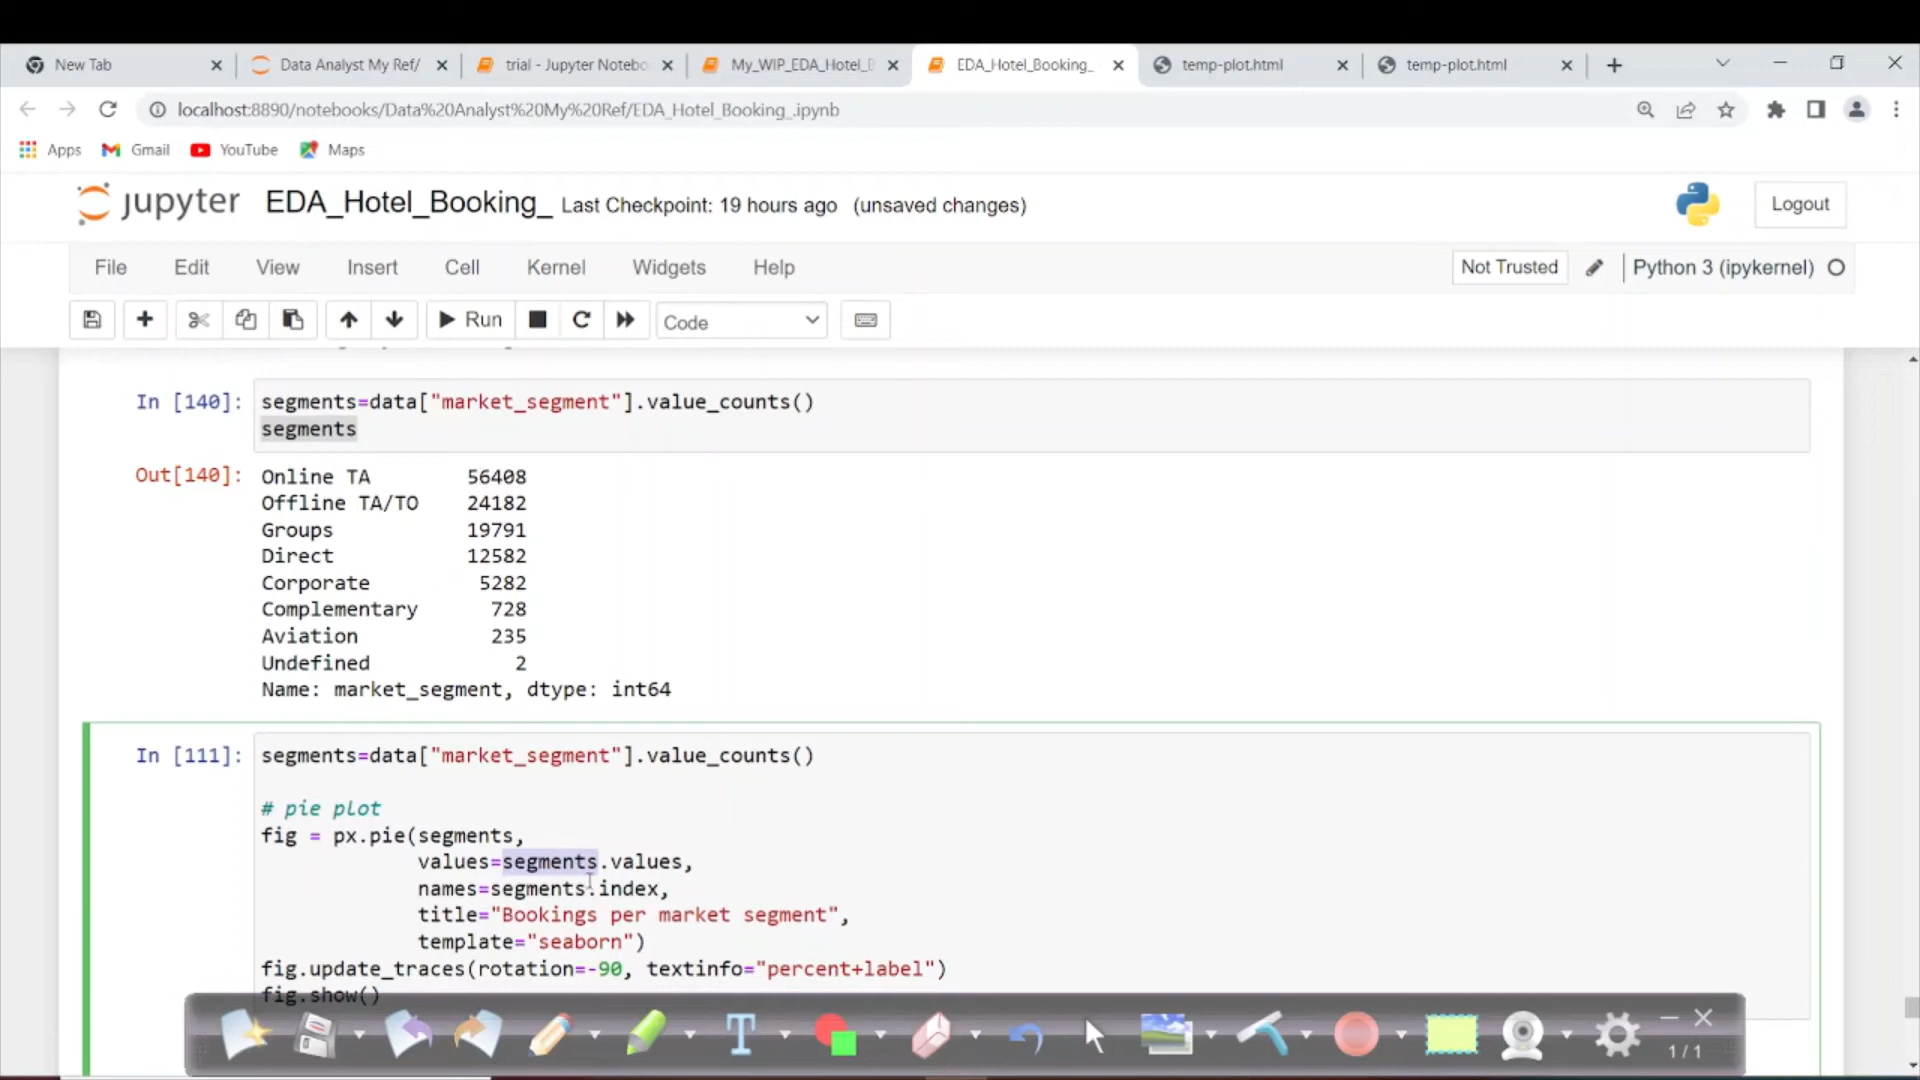 New Tab
Data Analyst My Ref/
trial - Jupyter Notebo
My_WIP_EDA_Hotel_B
EDA_Hotel_Booking_
temp-plot.html
temp-plot.html
localhost:8890/notebooks/Data%20Analyst%20My%20Ref/EDA_Hotel_Booking_.ipynb
Apps
Gmail
YouTube
Maps
jupyter
EDA_Hotel_Booking_ Last Checkpoint: 19 hours ago (unsaved changes)
Logout
File
Edit
View
Insert
Cell
Kernel
Widgets
Help
Not Trusted
Python 3 (ipykernel)
Run
Code
In [140]:
segments=data["market_segment"].value_counts()
segments
Out[140]:
Online TA 56408
Offline TA/TO 24182
Groups 19791
Direct 12582
Corporate 5282
Complementary 728
Aviation 235
Undefined 2
Name: market_segment, dtype: int64
In [111]:
segments=data["market_segment"].value_counts()
# pie plot
fig = px.pie(segments,
values=segments.values,
names=segments.index,
title="Bookings per market segment",
template="seaborn")
fig.update_traces(rotation=-90, textinfo="percent+label")
fig.show()
1/1